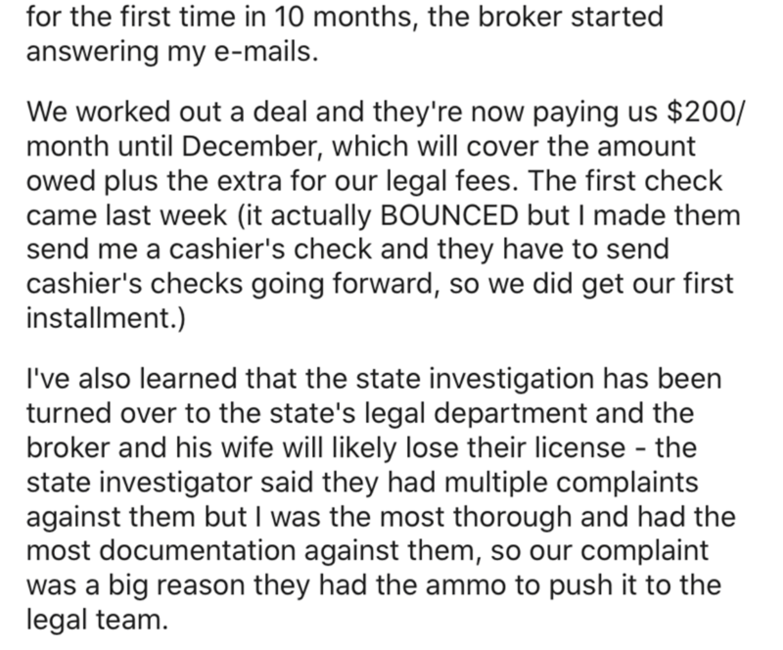 for the first time in 10 months, the broker started
answering my e-mails.
We worked out a deal and they're now paying us $200/
month until December, which will cover the amount
owed plus the extra for our legal fees. The first check
came last week (it actually BOUNCED but I made them
send me a cashier's check and they have to send
cashier's checks going forward, so we did get our first
installment.)
I've also learned that the state investigation has been
turned over to the state's legal department and the
broker and his wife will likely lose their license - the
state investigator said they had multiple complaints
against them but I was the most thorough and had the
most documentation against them, so our complaint
was a big reason they had the ammo to push it to the
legal team.